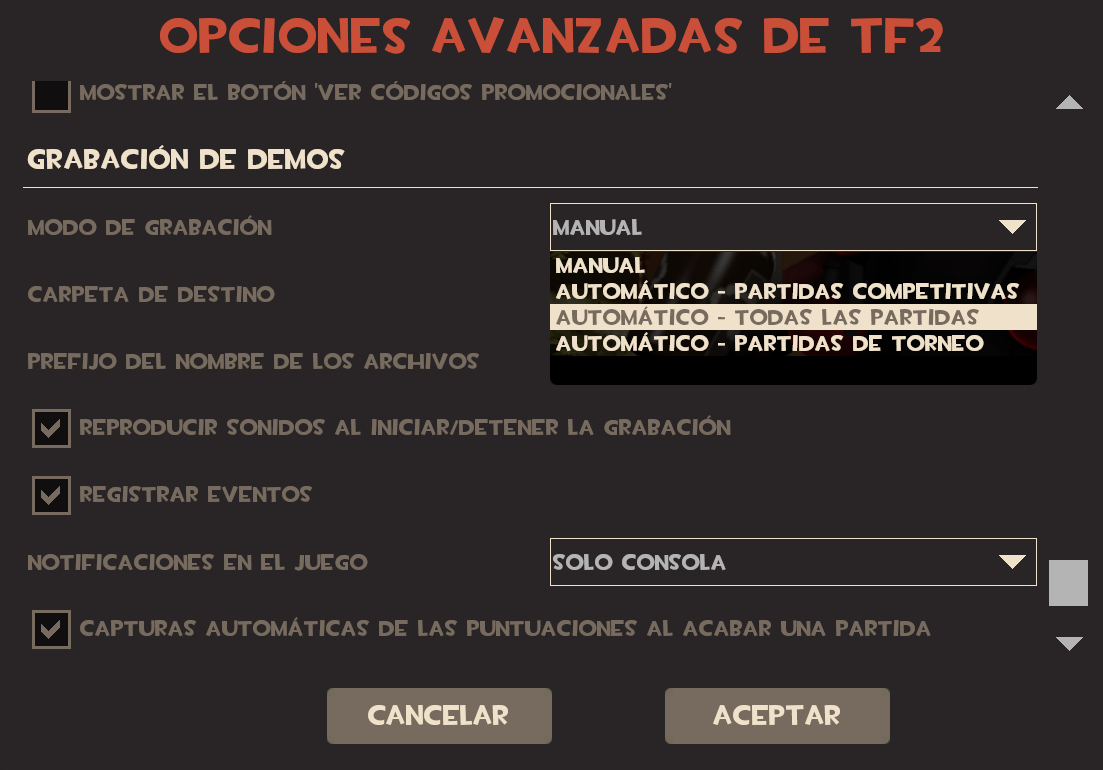 OPCIONES AVANZADAS DE TF2
MOSTRAR EL BOTÓN 'VER CÓDIGOS PROMOCIONALES'
GRABACIÓN DE DEMOS
MODO DE GRABACIÓN
MANUAL
MANUAL
AUTOMÁTICO - PARTIDAS COMPETITIVAS
AUTOMÁTICO - TODAS LAS PARTIDAS
AUTOMÁTICO - PARTIDAS DE TORNEO
CARPETA DE DESTINO
PREFIJO DEL NOMBRE DE LOS ARCHIVOS
REPRODUCIR SONIDOS AL INICIAR/DETENER LA GRABACIÓN
REGISTRAR EVENTOS
NOTIFICACIONES EN EL JUEGO
SOLO CONSOLA
CAPTURAS AUTOMÁTICAS DE LAS PUNTUACIONES AL ACABAR UNA PARTIDA
CANCELAR
ACEPTAR